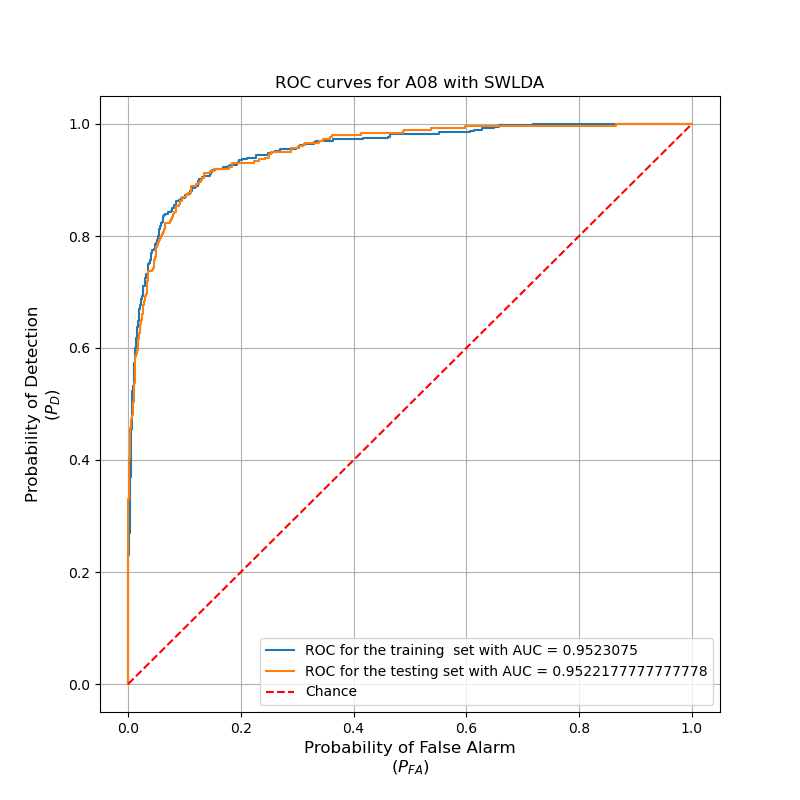 ROC curves for A08 with SWLDA
Probability of Detection
(P_D)
1.0
0.8
0.6
0.4
0.2
0.0
ROC for the training  set with AUC = 0.9523075
ROC for the testing set with AUC = 0.9522177777777778
Chance
0.0 0.2 0.4 0.6 0.8 1.0
Probability of False Alarm
(P_{FA})